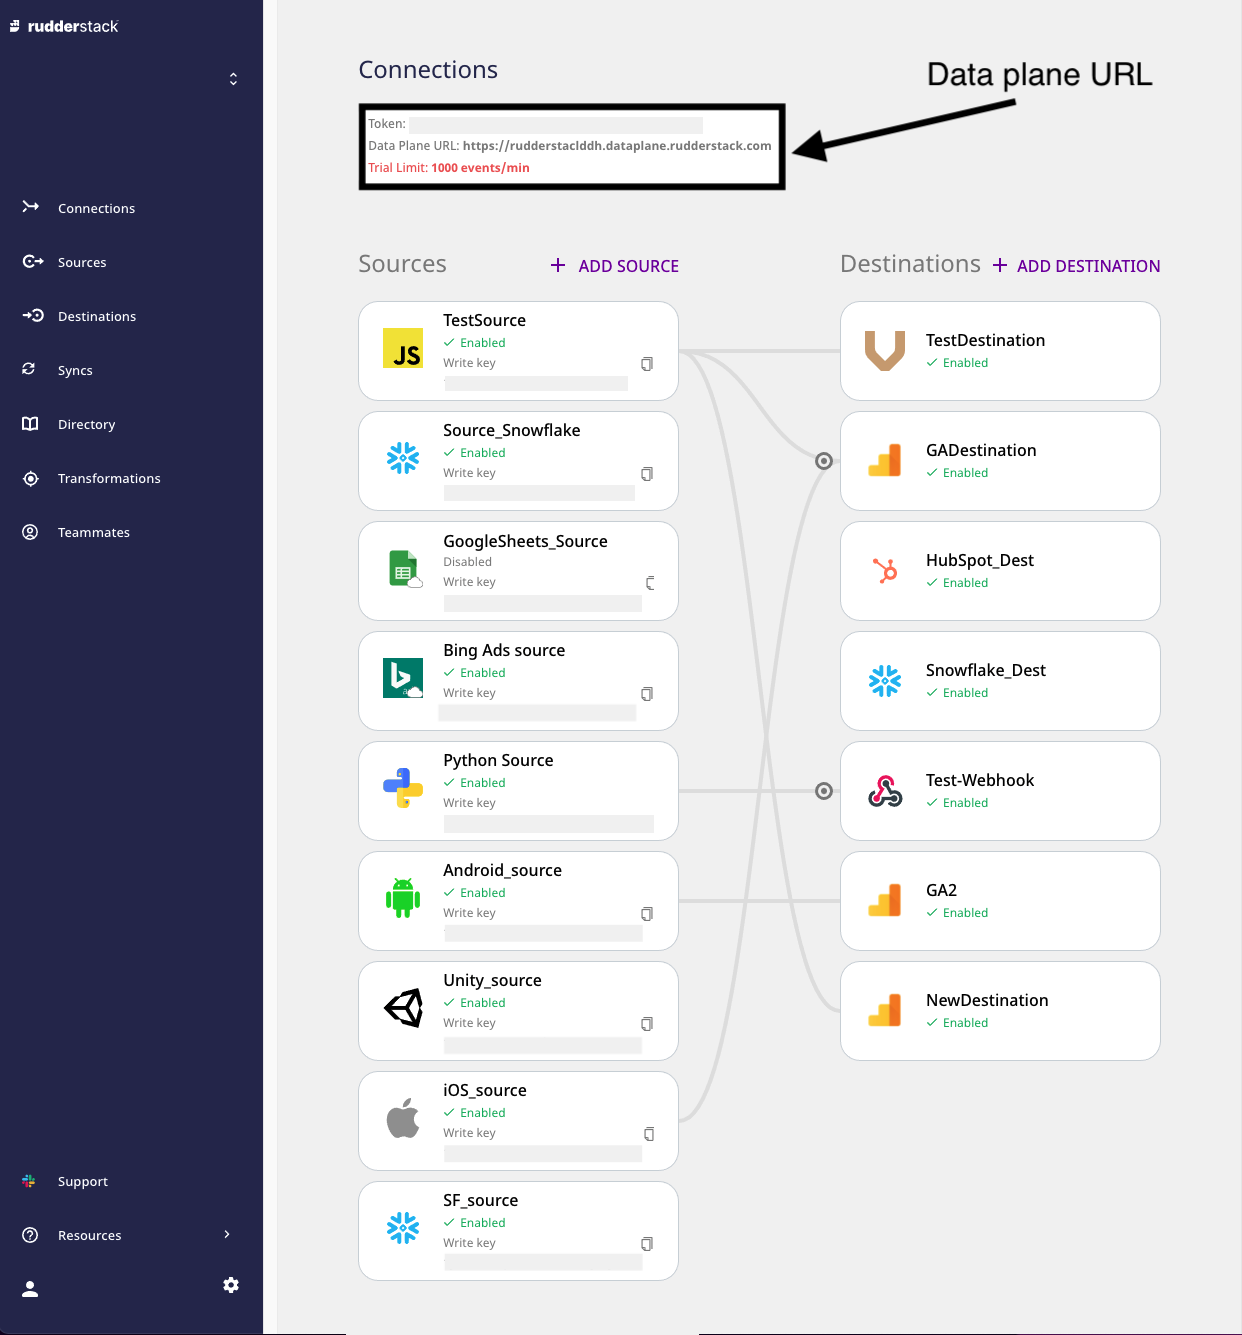 rudderstack
Connections
Sources
Destinations
Syncs
Directory
Transformations
Teammates
Support
Resources
Connections
Data plane URL
Token:
Data Plane URL: https://rudderstaclddh.dataplane.rudderstack.com
Trial Limit: 1000 events/min
Sources
+ ADD SOURCE
TestSource
Enabled
Write key
JS
Source_Snowflake
Enabled
Write key
GoogleSheets_Source
Disabled
Write key
Bing Ads source
Enabled
Write key
Python Source
Enabled
Write key
Android_source
Enabled
Write key
Unity_source
Enabled
Write key
iOS_source
Enabled
Write key
SF_source
Enabled
Write key
Destinations
+ ADD DESTINATION
TestDestination
Enabled
GADestination
Enabled
HubSpot_Dest
Enabled
Snowflake_Dest
Enabled
Test-Webhook
Enabled
GA2
Enabled
NewDestination
Enabled